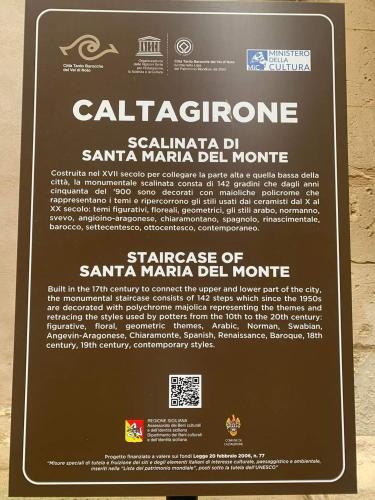 Città Tardo Barocche
del Val di Noto
Organizzazione
delle Nazioni Unite
per l'Educazione,
la Scienza e la Cultura
Città Tardo Barocche del Val di Noto
iscritta nella Lista
del Patrimonio Mondiale nel 2002
MiC
MINISTERO
DELLA
CULTURA
CALTAGIRONE
SCALINATA DI
SANTA MARIA DEL MONTE
Costruita nel XVII secolo per collegare la parte alta e quella bassa della
città, la monumentale scalinata consta di 142 gradini che dagli anni
cinquanta del '900 sono decorati con maioliche policrome che
rappresentano i temi e ripercorrono gli stili usati dai ceramisti dal X al
XX secolo: temi figurativi, floreali, geometrici, gli stili arabo, normanno,
svevo, angioino-aragonese, chiaramontano, spagnolo, rinascimentale,
barocco, settecentesco, ottocentesco, contemporaneo.
STAIRCASE OF
SANTA MARIA DEL MONTE
Built in the 17th century to connect the upper and lower part of the city,
the monumental staircase consists of 142 steps which since the 1950s
are decorated with polychrome majolica representing the themes and
retracing the styles used by potters from the 10th to the 20th century:
figurative, floral, geometric themes, Arabic, Norman, Swabian,
Angevin-Aragonese, Chiaramonte, Spanish, Renaissance, Baroque, 18th
century, 19th century, contemporary styles.
REGIONE SICILIANA
Assessorato dei Beni culturali
e dell'identità siciliana
Dipartimento dei Beni culturali
e dell'identità siciliana
COMUNE DI
CALTAGIRONE
Progetto finanziato a valere sui fondi Legge 20 febbraio 2006, n. 77
"Misure speciali di tutela e fruizione dei siti e degli elementi italiani di interesse culturale, paesaggistico e ambientale,
inseriti nella "Lista del patrimonio mondiale", posti sotto la tutela dell'UNESCO"